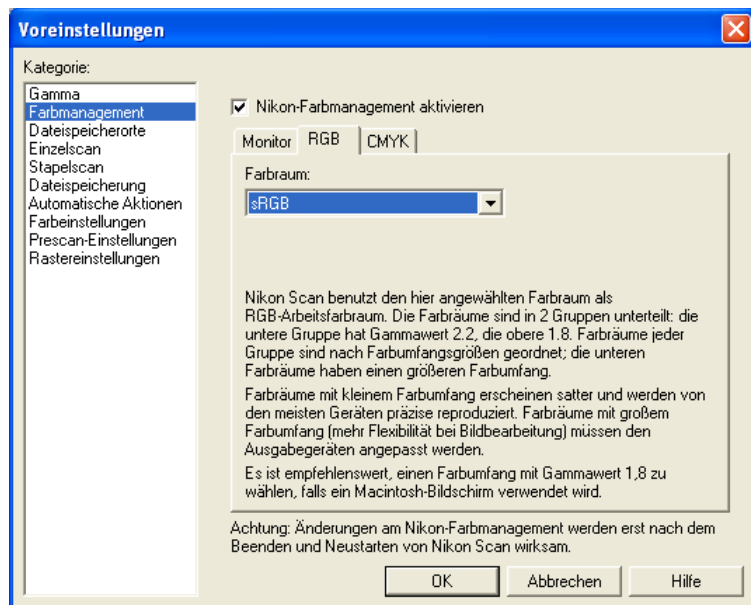 Voreinstellungen
Kategorie:
Gamma
Farbmanagement
Dateispeicherorte
Einzelscan
Stapelscan
Dateispeicherung
Automatische Aktionen
Farbeinstellungen
Prescan-Einstellungen
Rastereinstellungen
Nikon-Farbmanagement aktivieren
Monitor RGB CMYK
Farbraum:
sRGB
Nikon Scan benutzt den hier angewählten Farbraum als
RGB-Arbeitsfarbraum. Die Farbräume sind in 2 Gruppen unterteilt: die
untere Gruppe hat Gammawert 2.2, die obere 1.8. Farbräume jeder
Gruppe sind nach Farbumfangsgrößen geordnet; die unteren
Farbräume haben einen größeren Farbumfang.
Farbräume mit kleinem Farbumfang erscheinen satter und werden von
den meisten Geräten präzise reproduziert. Farbräume mit großem
Farbumfang (mehr Flexibilität bei Bildbearbeitung) müssen den
Ausgabegeräten angepasst werden.
Es ist empfehlenswert, einen Farbumfang mit Gammawert 1,8 zu
wählen, falls ein Macintosh-Bildschirm verwendet wird.
Achtung: Änderungen am Nikon-Farbmanagement werden erst nach dem
Beenden und Neustarten von Nikon Scan wirksam.
OK Abbrechen Hilfe